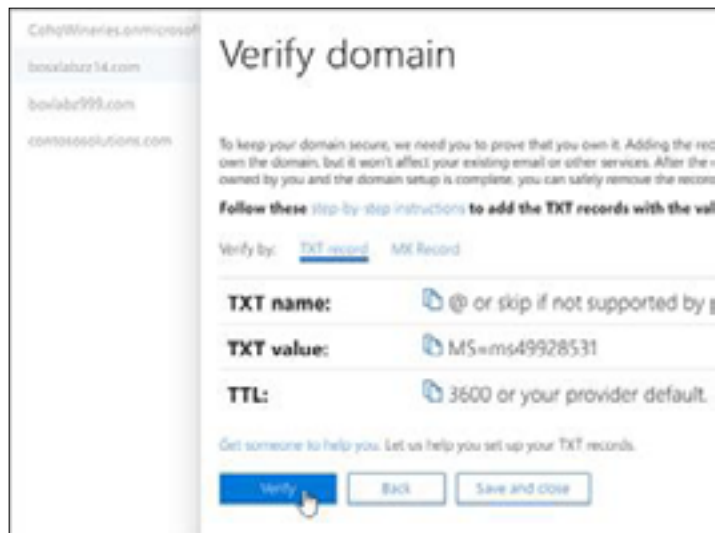 CohoWineries.onmicrosoft
bosxlabzz14.com
boxlabz999.com
contososolutions.com
Verify domain
To keep your domain secure, we need you to prove that you own it. Adding the rec
own the domain, but it won't affect your existing email or other services. After the
owned by you and the domain setup is complete, you can safely remove the record
Follow these step-by-step instructions to add the TXT records with the val
Verify by: TXT record MX Record
TXT name: @ or skip if not supported by p
TXT value: MS=ms49928531
TTL: 3600 or your provider default.
Get someone to help you. Let us help you set up your TXT records.
Verify Back Save and close